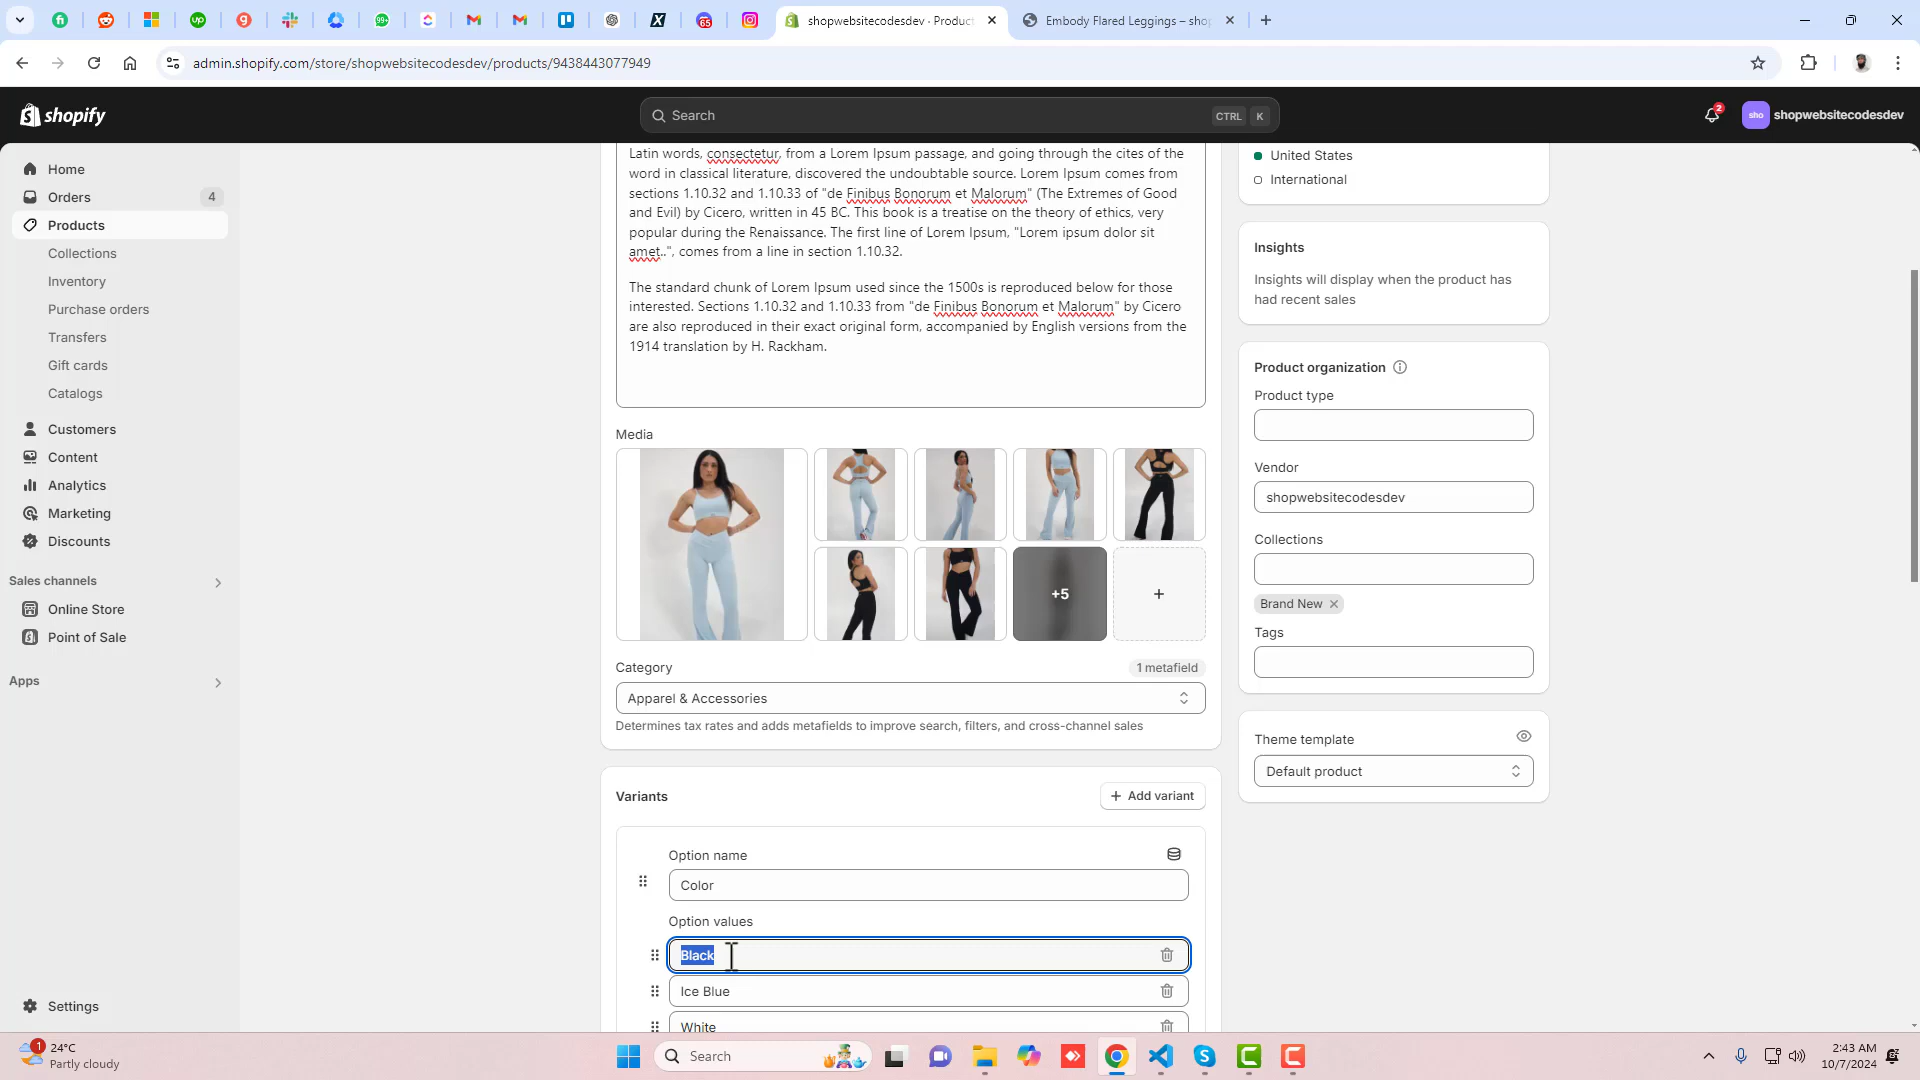 shopwebsitecodesdev · Product
Embody Flared Leggings – shop
admin.shopify.com/store/shopwebsitecodesdev/products/9438443077949
shopify
Search
CTRL K
2
sho
shopwebsitecodesdev
Home
Orders 4
Products
Collections
Inventory
Purchase orders
Transfers
Gift cards
Catalogs
Customers
Content
Analytics
Marketing
Discounts
Sales channels
Online Store
Point of Sale
Apps
Settings
Latin words, consectetur, from a Lorem Ipsum passage, and going through the cites of the
word in classical literature, discovered the undoubtable source. Lorem Ipsum comes from
sections 1.10.32 and 1.10.33 of "de Finibus Bonorum et Malorum" (The Extremes of Good
and Evil) by Cicero, written in 45 BC. This book is a treatise on the theory of ethics, very
popular during the Renaissance. The first line of Lorem Ipsum, "Lorem ipsum dolor sit
amet..", comes from a line in section 1.10.32.
The standard chunk of Lorem Ipsum used since the 1500s is reproduced below for those
interested. Sections 1.10.32 and 1.10.33 from "de Finibus Bonorum et Malorum" by Cicero
are also reproduced in their exact original form, accompanied by English versions from the
1914 translation by H. Rackham.
Media
+5
+
Category
1 metafield
Apparel & Accessories
Determines tax rates and adds metafields to improve search, filters, and cross-channel sales
Variants
+ Add variant
Option name
Color
Option values
Black
Ice Blue
White
United States
International
Insights
Insights will display when the product has
had recent sales
Product organization
Product type
Vendor
shopwebsitecodesdev
Collections
Brand New
Tags
Theme template
Default product
1
24°C
Partly cloudy
Search
2:43 AM
10/7/2024